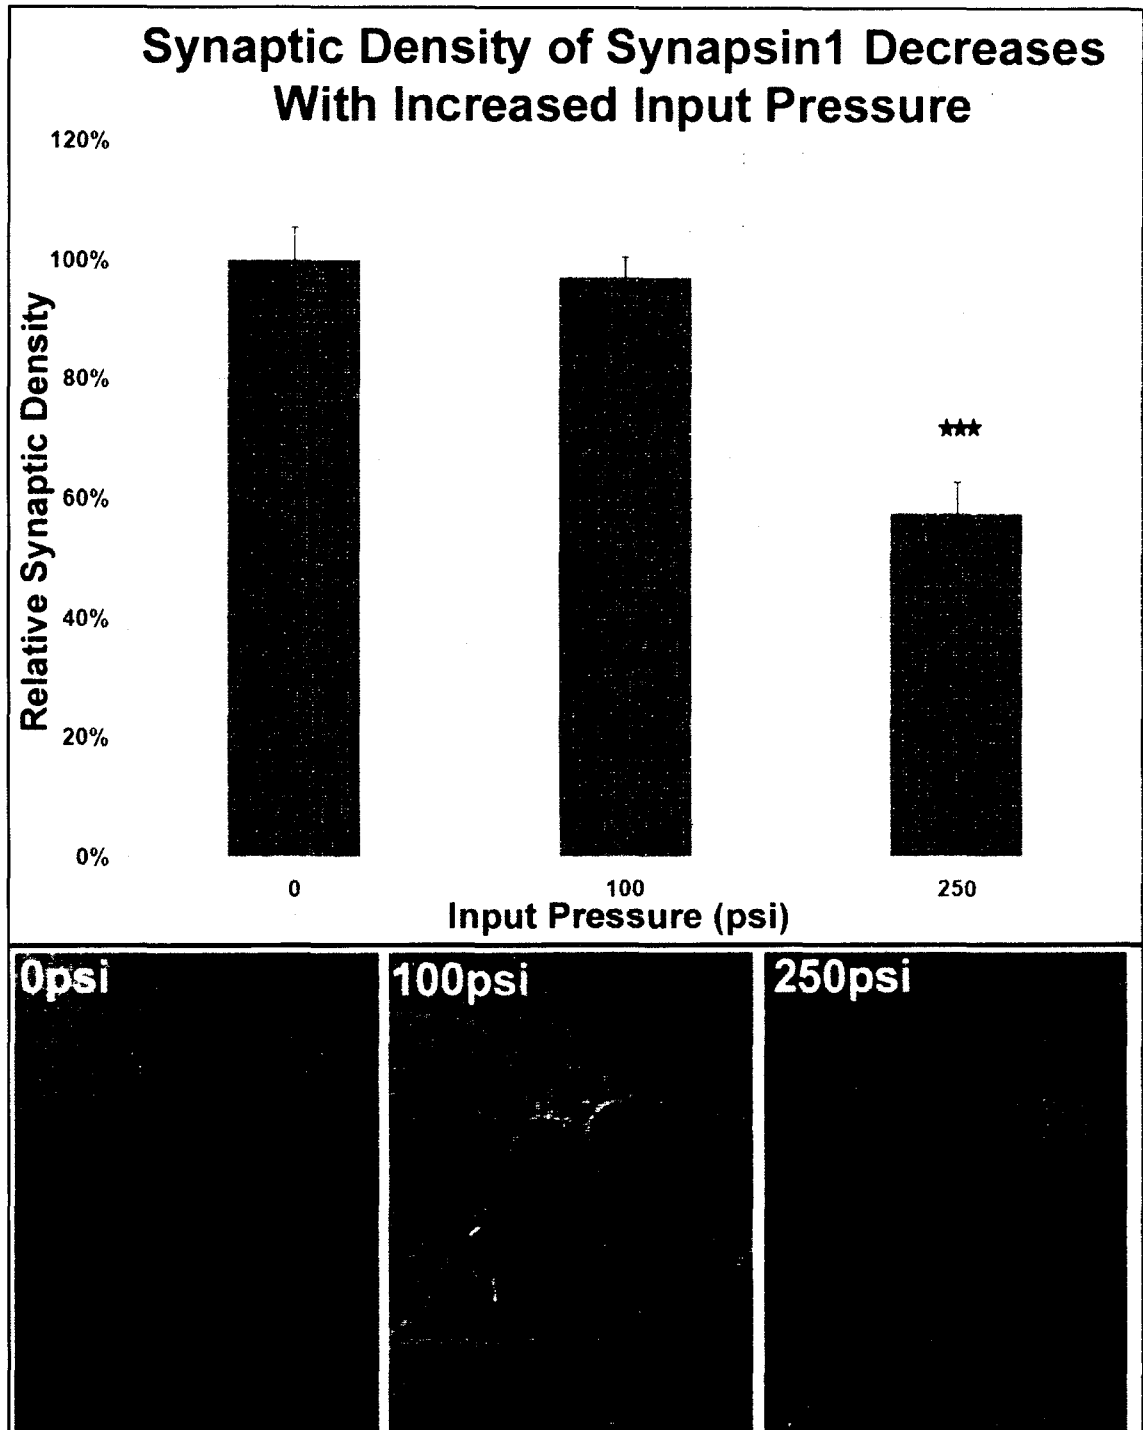 Synaptic Density of Synapsin1 Decreases
With Increased Input Pressure
120%
100%
80%
60%
40%
20%
0%
Relative Synaptic Density
★★★
0
100
250
Input Pressure (psi)
0psi
100psi
250psi